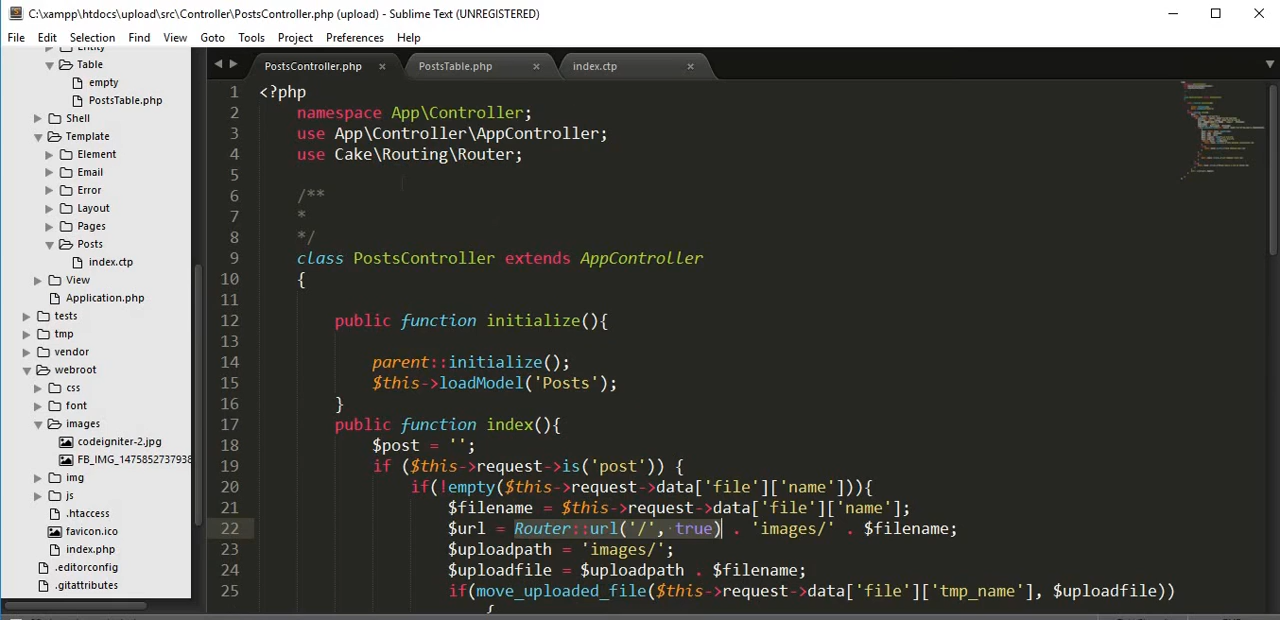 C:\xampp\htdocs\upload\src\Controller\PostsController.php (upload) - Sublime Text (UNREGISTERED)
File Edit Selection Find View Goto Tools Project Preferences Help
Entity
Table
empty
PostsTable.php
Shell
Template
Element
Email
Error
Layout
Pages
Posts
index.ctp
View
Application.php
tests
tmp
vendor
webroot
css
font
images
codeigniter-2.jpg
FB_IMG_1475852737938
img
js
.htaccess
favicon.ico
index.php
.editorconfig
.gitattributes
PostsController.php PostsTable.php index.ctp
1 <?php
2 namespace App\Controller;
3 use App\Controller\AppController;
4 use Cake\Routing\Router;
5
6 /**
7 *
8 */
9 class PostsController extends AppController
10 {
11
12 public function initialize(){
13
14 parent::initialize();
15 $this->loadModel('Posts');
16 }
17 public function index(){
18 $post = '';
19 if ($this->request->is('post')) {
20 if(!empty($this->request->data['file']['name'])){
21 $filename = $this->request->data['file']['name'];
22 $url = Router::url('/', true) . 'images/' . $filename;
23 $uploadpath = 'images/';
24 $uploadfile = $uploadpath . $filename;
25 if(move_uploaded_file($this->request->data['file']['tmp_name'], $uploadfile))
{